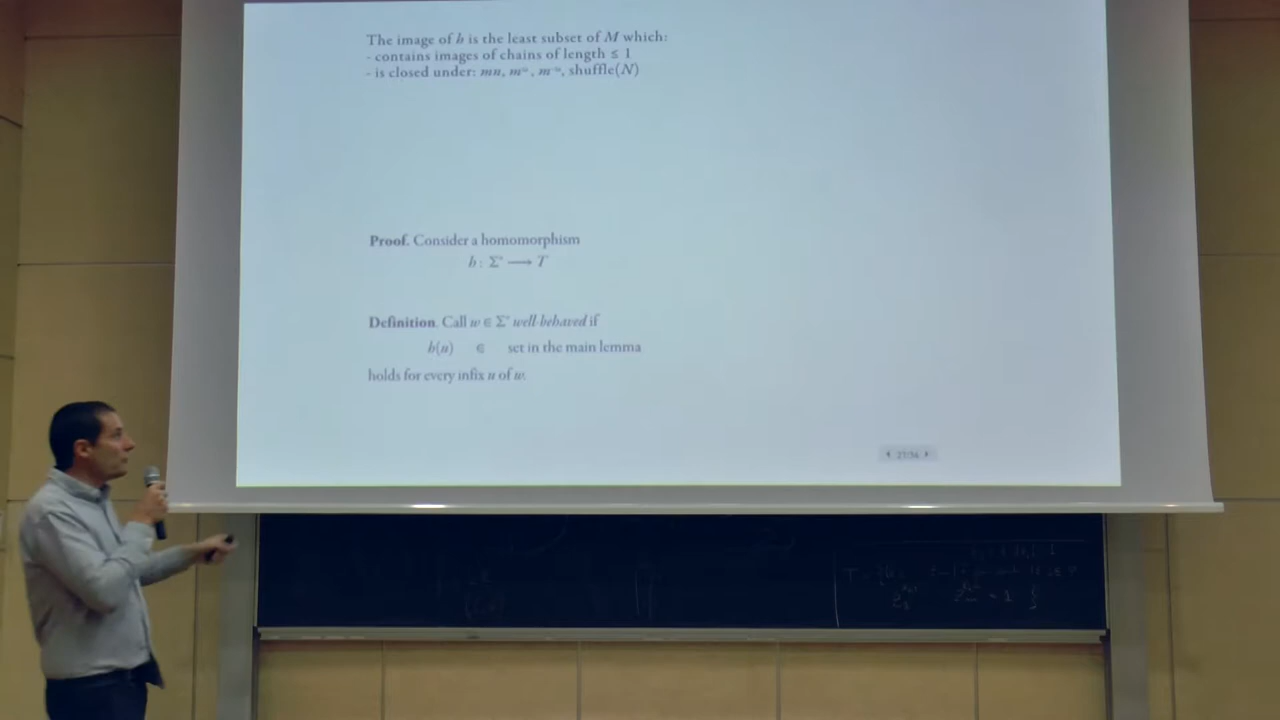 The image of h is the least subset of M which:
- contains images of chains of length ≤ 1
- is closed under: mn, m^ω, m^-ω, shuffle(N)
Proof. Consider a homomorphism
h : Σ° ⟶ T
Definition. Call w ∈ Σ° well-behaved if
h(u) ∈ set in the main lemma
holds for every infix u of w.